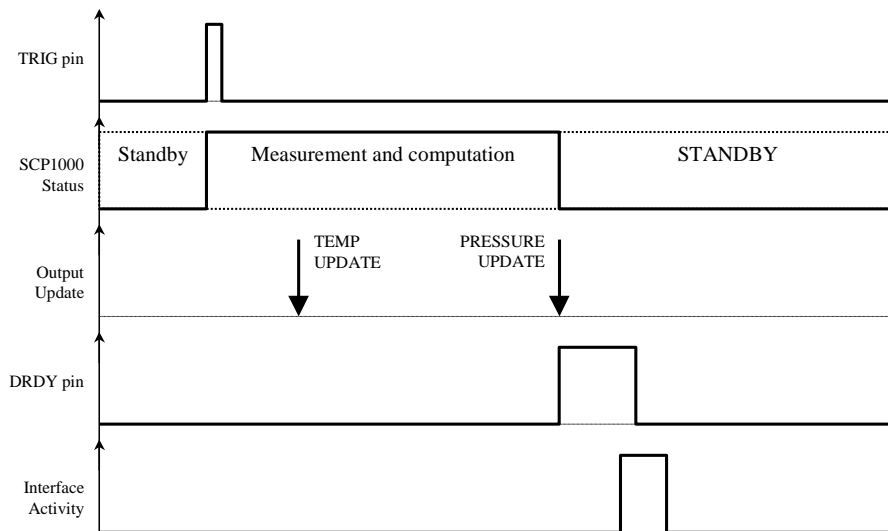 TRIG pin
Standby
Measurement and computation
STANDBY
SCP1000
Status
TEMP
UPDATE
PRESSURE
UPDATE
Output
Update
DRDY pin
Interface
Activity